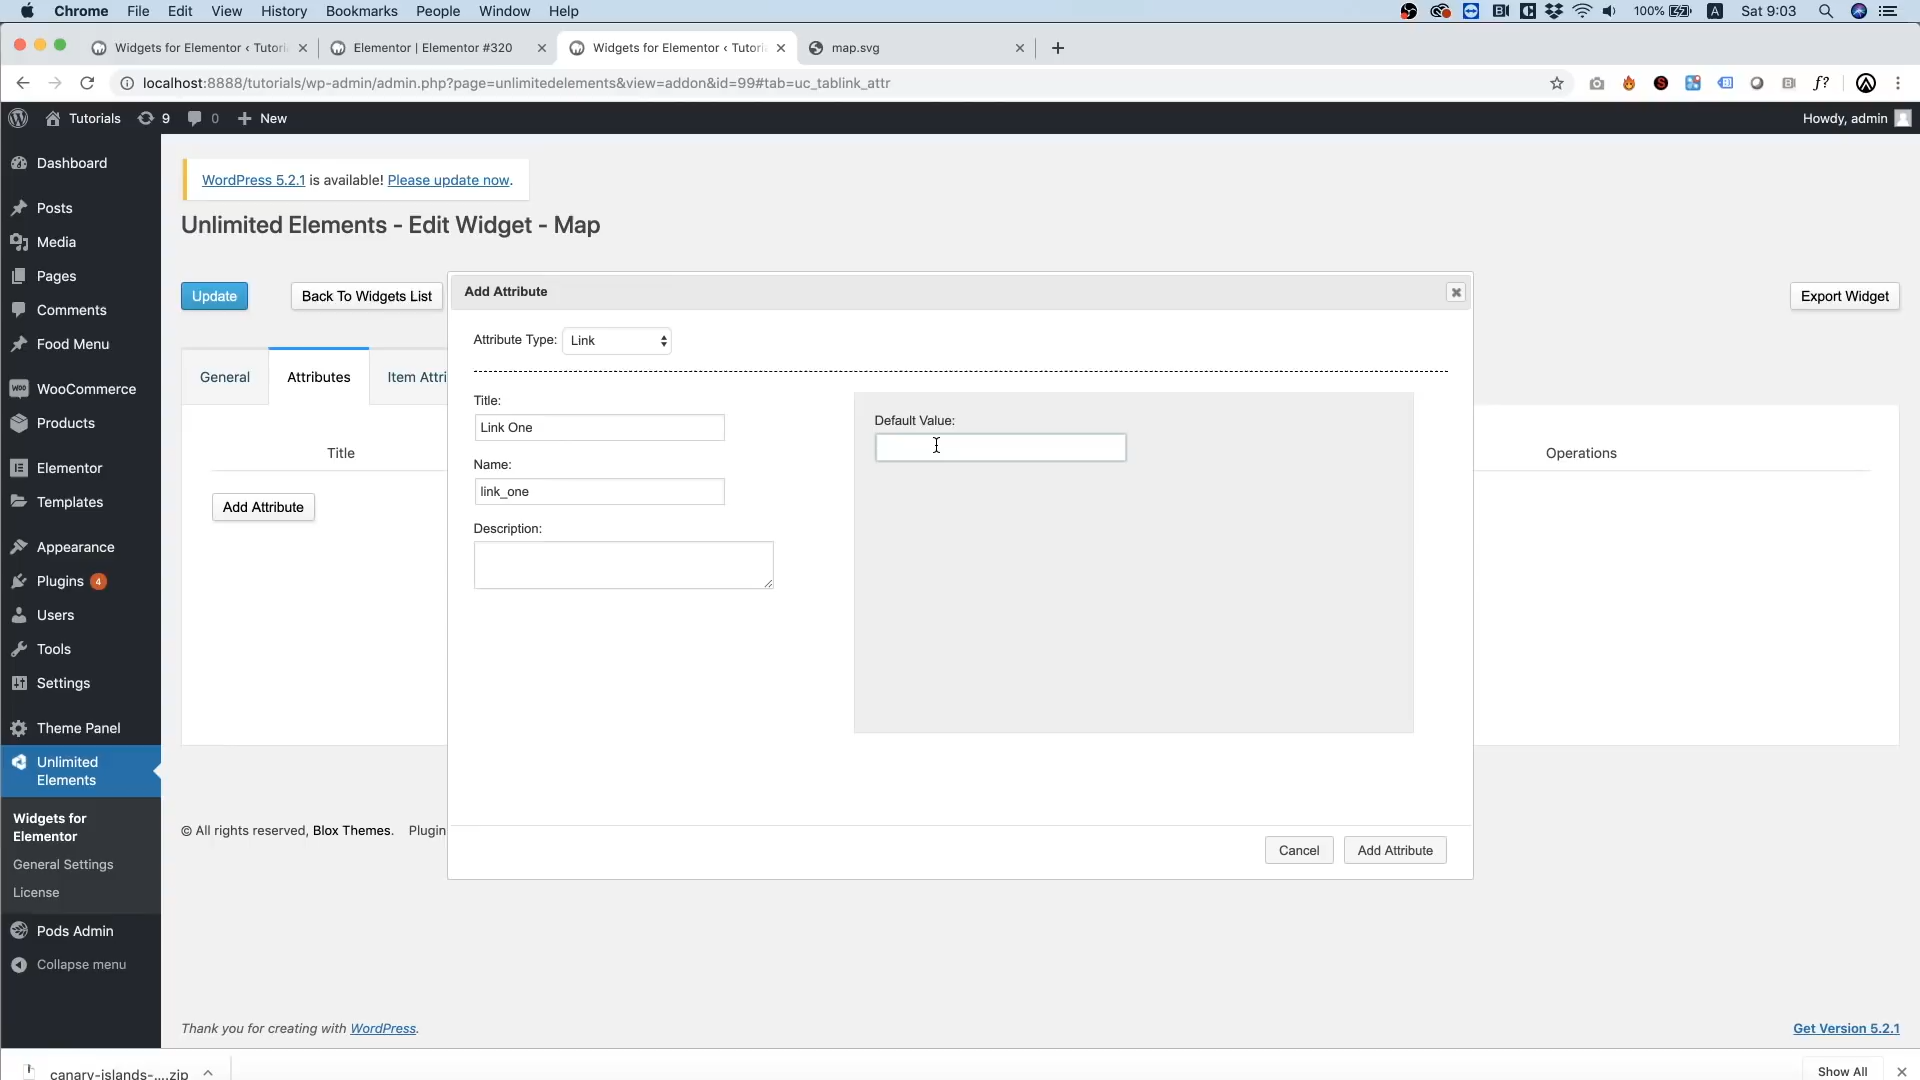 Chrome File Edit View History Bookmarks People Window Help 100% A Sat 9:03
Widgets for Elementor ‹ Tutori Elementor | Elementor #320 Widgets for Elementor ‹ Tutori map.svg
localhost:8888/tutorials/wp-admin/admin.php?page=unlimitedelements&view=addon&id=99#tab=uc_tablink_attr f?
Tutorials 9 0 New Howdy, admin
Dashboard
Posts
Media
Pages
Comments
Food Menu
WooCommerce
Products
Elementor
Templates
Appearance
Plugins 4
Users
Tools
Settings
Theme Panel
Unlimited
Elements
Widgets for
Elementor
General Settings
License
Pods Admin
Collapse menu
WordPress 5.2.1 is available! Please update now.
Unlimited Elements - Edit Widget - Map
Update Back To Widgets List Export Widget
General Attributes Item Attri
Title Operations
Add Attribute
Add Attribute
Attribute Type: Link
Title:
Link One
Name:
link_one
Description:
Default Value:
Cancel Add Attribute
© All rights reserved, Blox Themes. Plugin
Thank you for creating with WordPress. Get Version 5.2.1
canary-islands-....zip Show All